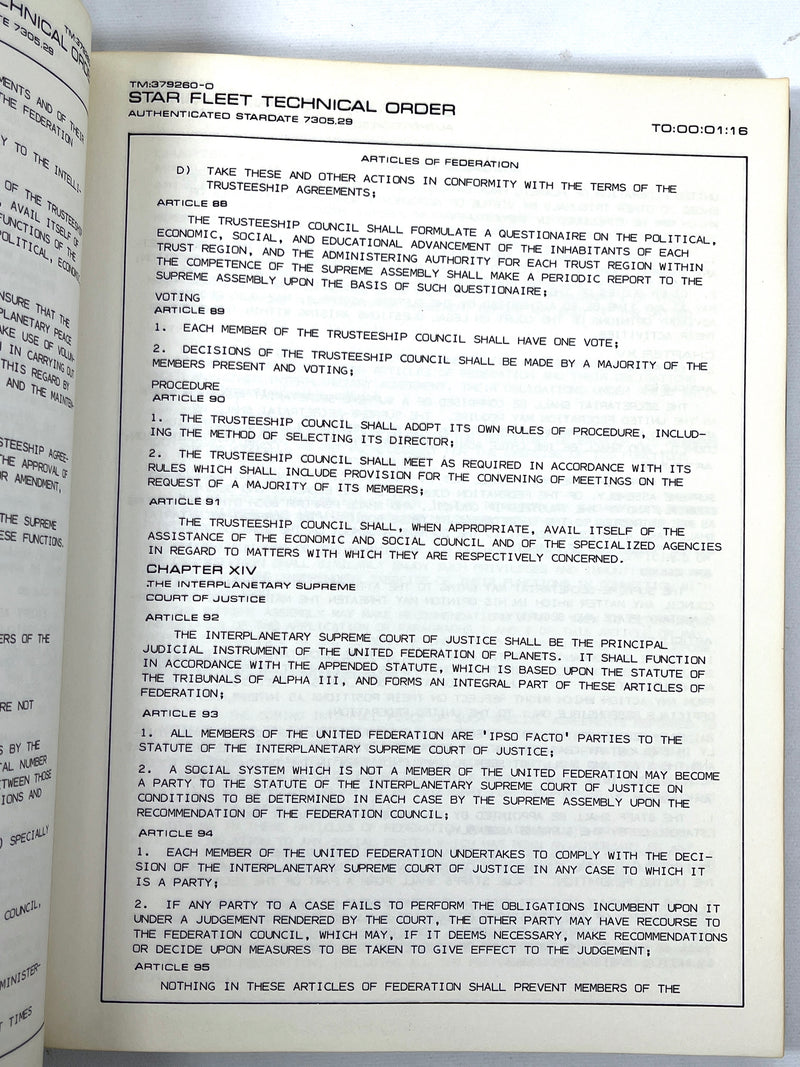 TM:379260-0
STAR FLEET TECHNICAL ORDER
AUTHENTICATED STARDATE 7305.29
TO:00:01:16
ARTICLES OF FEDERATION
D) TAKE THESE AND OTHER ACTIONS IN CONFORMITY WITH THE TERMS OF THE
TRUSTEESHIP AGREEMENTS;
ARTICLE 88
THE TRUSTEESHIP COUNCIL SHALL FORMULATE A QUESTIONAIRE ON THE POLITICAL,
ECONOMIC, SOCIAL, AND EDUCATIONAL ADVANCEMENT OF THE INHABITANTS OF EACH
TRUST REGION, AND THE ADMINISTERING AUTHORITY FOR EACH TRUST REGION WITHIN
THE COMPETENCE OF THE SUPREME ASSEMBLY SHALL MAKE A PERIODIC REPORT TO THE
SUPREME ASSEMBLY UPON THE BASIS OF SUCH QUESTIONAIRE;
VOTING
ARTICLE 89
1. EACH MEMBER OF THE TRUSTEESHIP COUNCIL SHALL HAVE ONE VOTE;
2. DECISIONS OF THE TRUSTEESHIP COUNCIL SHALL BE MADE BY A MAJORITY OF THE
MEMBERS PRESENT AND VOTING;
PROCEDURE
ARTICLE 90
1. THE TRUSTEESHIP COUNCIL SHALL ADOPT ITS OWN RULES OF PROCEDURE, INCLUD-
ING THE METHOD OF SELECTING ITS DIRECTOR;
2. THE TRUSTEESHIP COUNCIL SHALL MEET AS REQUIRED IN ACCORDANCE WITH ITS
RULES WHICH SHALL INCLUDE PROVISION FOR THE CONVENING OF MEETINGS ON THE
REQUEST OF A MAJORITY OF ITS MEMBERS;
ARTICLE 91
THE TRUSTEESHIP COUNCIL SHALL, WHEN APPROPRIATE, AVAIL ITSELF OF THE
ASSISTANCE OF THE ECONOMIC AND SOCIAL COUNCIL AND OF THE SPECIALIZED AGENCIES
IN REGARD TO MATTERS WITH WHICH THEY ARE RESPECTIVELY CONCERNED.
CHAPTER XIV
THE INTERPLANETARY SUPREME
COURT OF JUSTICE
ARTICLE 92
THE INTERPLANETARY SUPREME COURT OF JUSTICE SHALL BE THE PRINCIPAL
JUDICIAL INSTRUMENT OF THE UNITED FEDERATION OF PLANETS. IT SHALL FUNCTION
IN ACCORDANCE WITH THE APPENDED STATUTE, WHICH IS BASED UPON THE STATUTE OF
THE TRIBUNALS OF ALPHA III, AND FORMS AN INTEGRAL PART OF THESE ARTICLES OF
FEDERATION;
ARTICLE 93
1. ALL MEMBERS OF THE UNITED FEDERATION ARE 'IPSO FACTO' PARTIES TO THE
STATUTE OF THE INTERPLANETARY SUPREME COURT OF JUSTICE;
2. A SOCIAL SYSTEM WHICH IS NOT A MEMBER OF THE UNITED FEDERATION MAY BECOME
A PARTY TO THE STATUTE OF THE INTERPLANETARY SUPREME COURT OF JUSTICE ON
CONDITIONS TO BE DETERMINED IN EACH CASE BY THE SUPREME ASSEMBLY UPON THE
RECOMMENDATION OF THE FEDERATION COUNCIL;
ARTICLE 94
1. EACH MEMBER OF THE UNITED FEDERATION UNDERTAKES TO COMPLY WITH THE DECI-
SION OF THE INTERPLANETARY SUPREME COURT OF JUSTICE IN ANY CASE TO WHICH IT
IS A PARTY;
2. IF ANY PARTY TO A CASE FAILS TO PERFORM THE OBLIGATIONS INCUMBENT UPON IT
UNDER A JUDGEMENT RENDERED BY THE COURT, THE OTHER PARTY MAY HAVE RECOURSE TO
THE FEDERATION COUNCIL, WHICH MAY, IF IT DEEMS NECESSARY, MAKE RECOMMENDATIONS
OR DECIDE UPON MEASURES TO BE TAKEN TO GIVE EFFECT TO THE JUDGEMENT;
ARTICLE 95
NOTHING IN THESE ARTICLES OF FEDERATION SHALL PREVENT MEMBERS OF THE